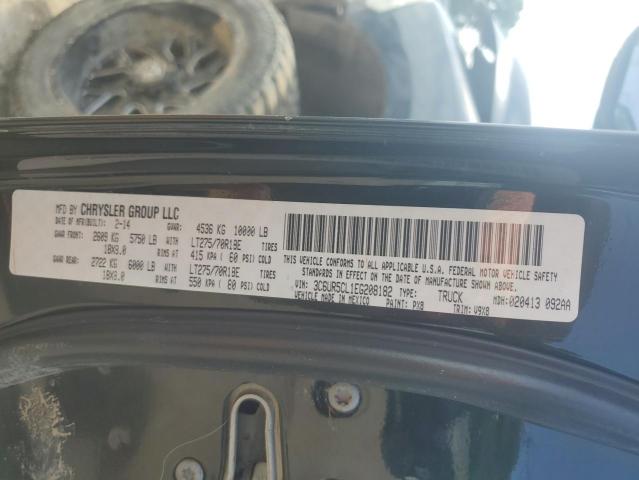 MFD BY CHRYSLER GROUP LLC
DATE OF MFR(BUILT): 2-14 GVWR: 4536 KG 10000 LB
GAWR FRONT 2609 KG 5750 LB WITH LT275/70R18E TIRES
18X8.0 RIMS AT 415 KPA ( 60 PSI) COLD
GAWR REAR: 2722 KG 6000 LB WITH LT275/70R18E TIRES
18X8.0 RIMS AT 550 KPA ( 80 PSI) COLD
THIS VEHICLE CONFORMS TO ALL APPLICABLE U.S.A. FEDERAL MOTOR VEHICLE SAFETY
STANDARDS IN EFFECT ON THE DATE OF MANUFACTURE SHOWN ABOVE
VIN: 3C6UR5CL1EG208182 TYPE: TRUCK MDH: 020413 092AA
VEHICLE MADE IN MEXICO PAINT: PX8 TRIM: V9X8